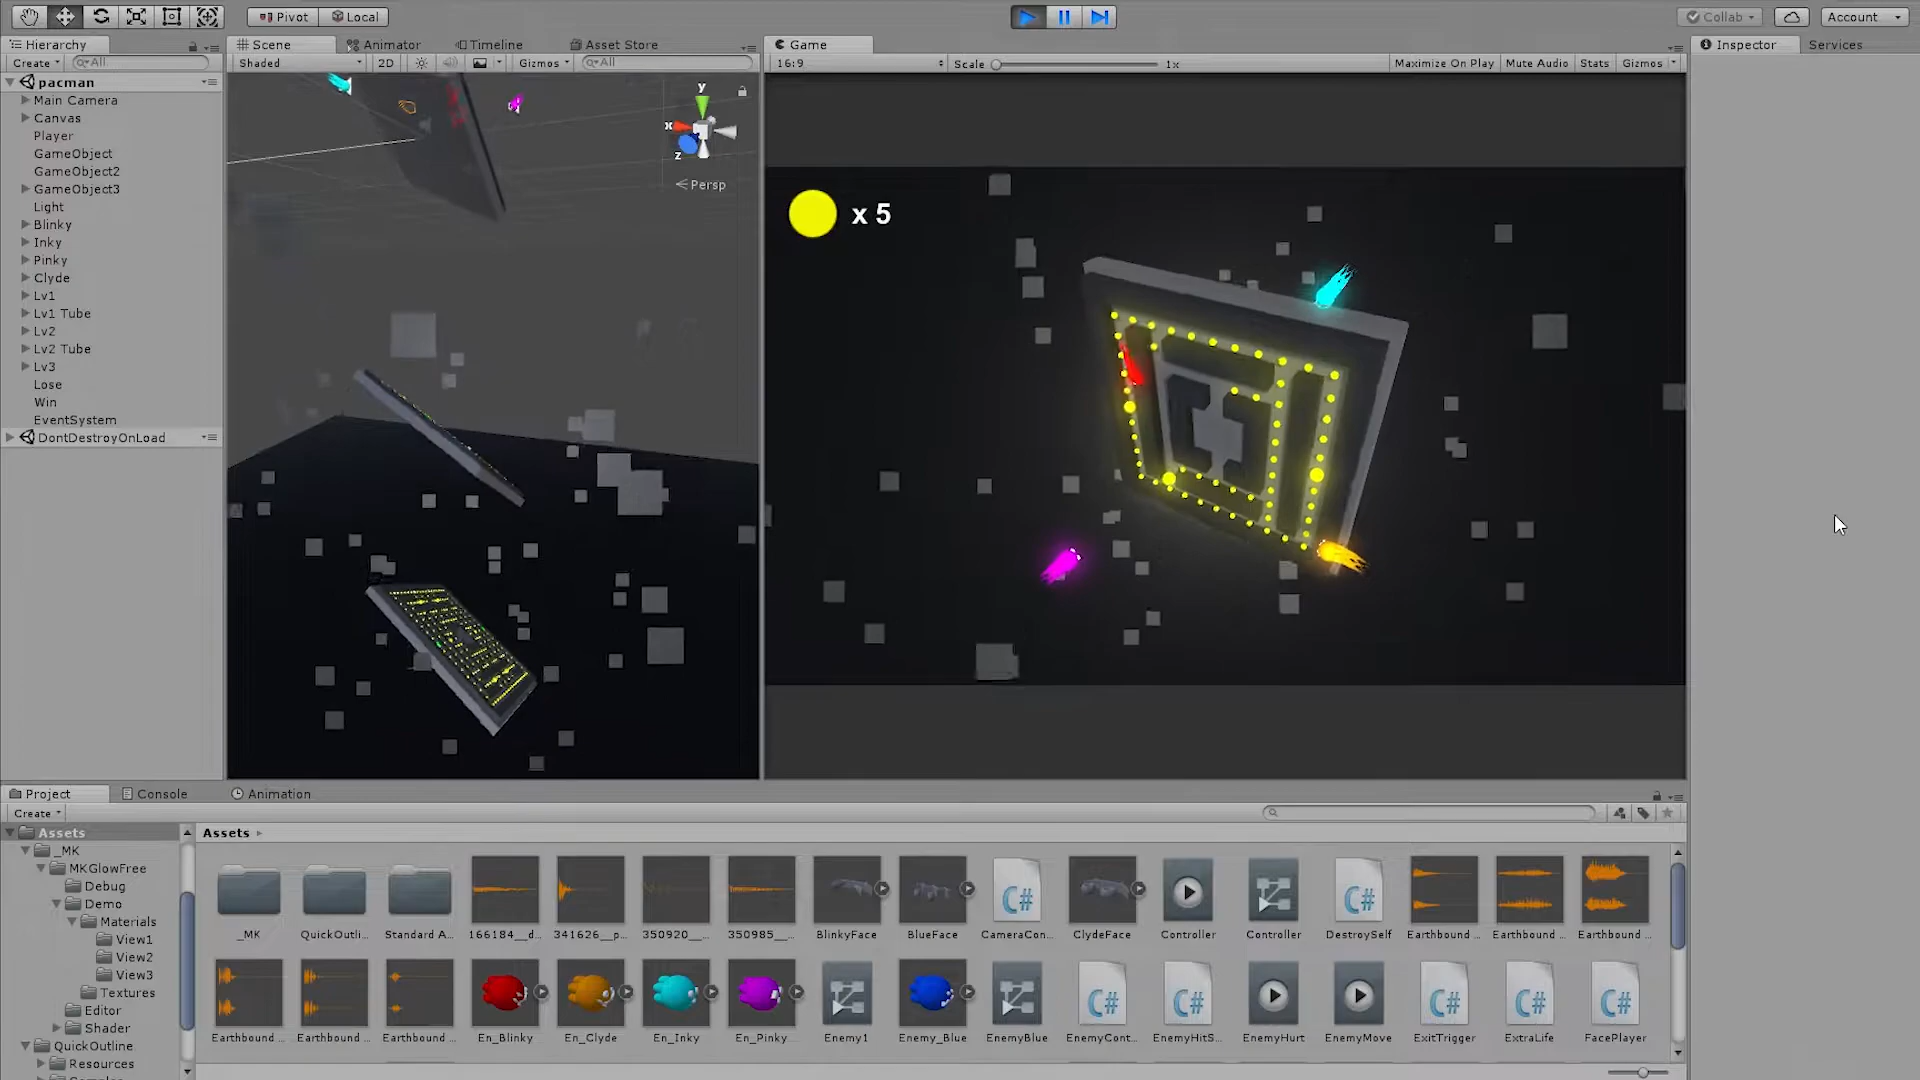 Pivot Local Collab Account
Hierarchy Scene Animator Timeline Asset Store Game Inspector Services
Create All Shaded 2D Gizmos All 16:9 Scale 1x Maximize On Play Mute Audio Stats Gizmos
pacman
Main Camera
Canvas
Player
GameObject
GameObject2
GameObject3
Light
Blinky
Inky
Pinky
Clyde
Lv1
Lv1 Tube
Lv2
Lv2 Tube
Lv3
Lose
Win
EventSystem
DontDestroyOnLoad
y
x
z
Persp
x 5
Project Console Animation
Create
Assets
_MK
MKGlowFree
Debug
Demo
Materials
View1
View2
View3
Textures
Editor
Shader
QuickOutline
Resources
Assets
_MK QuickOutli... Standard A... 166184__d... 341626__p... 350920__... 350985__... BlinkyFace BlueFace CameraCon... ClydeFace Controller Controller DestroySelf Earthbound ... Earthbound ... Earthbound ...
Earthbound ... Earthbound ... Earthbound ... En_Blinky En_Clyde En_Inky En_Pinky Enemy1 Enemy_Blue EnemyBlue EnemyCont... EnemyHitS... EnemyHurt EnemyMove ExitTrigger ExtraLife FacePlayer
C# C# C# C# C# C#